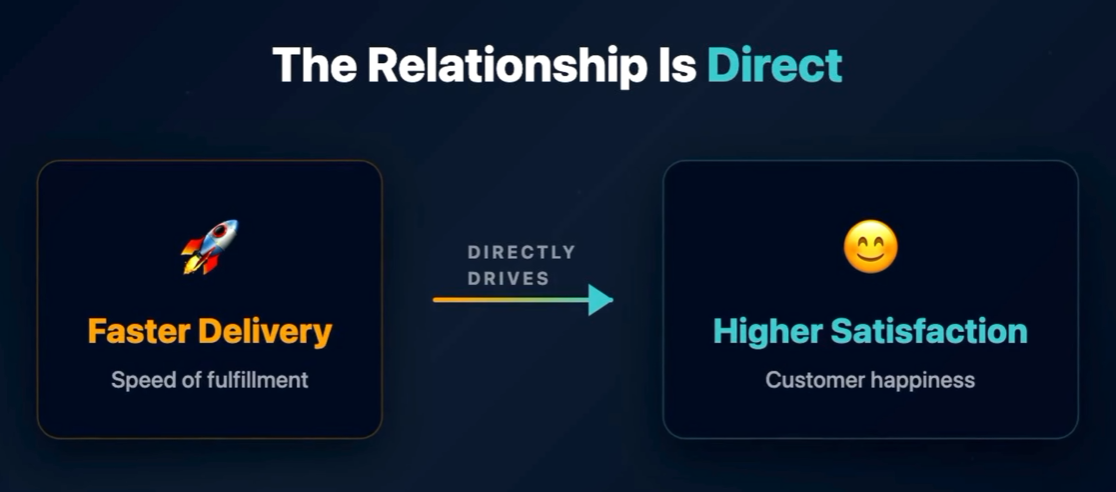 The Relationship Is Direct
DIRECTLY
DRIVES
Faster Delivery
Speed of fulfillment
Higher Satisfaction
Customer happiness